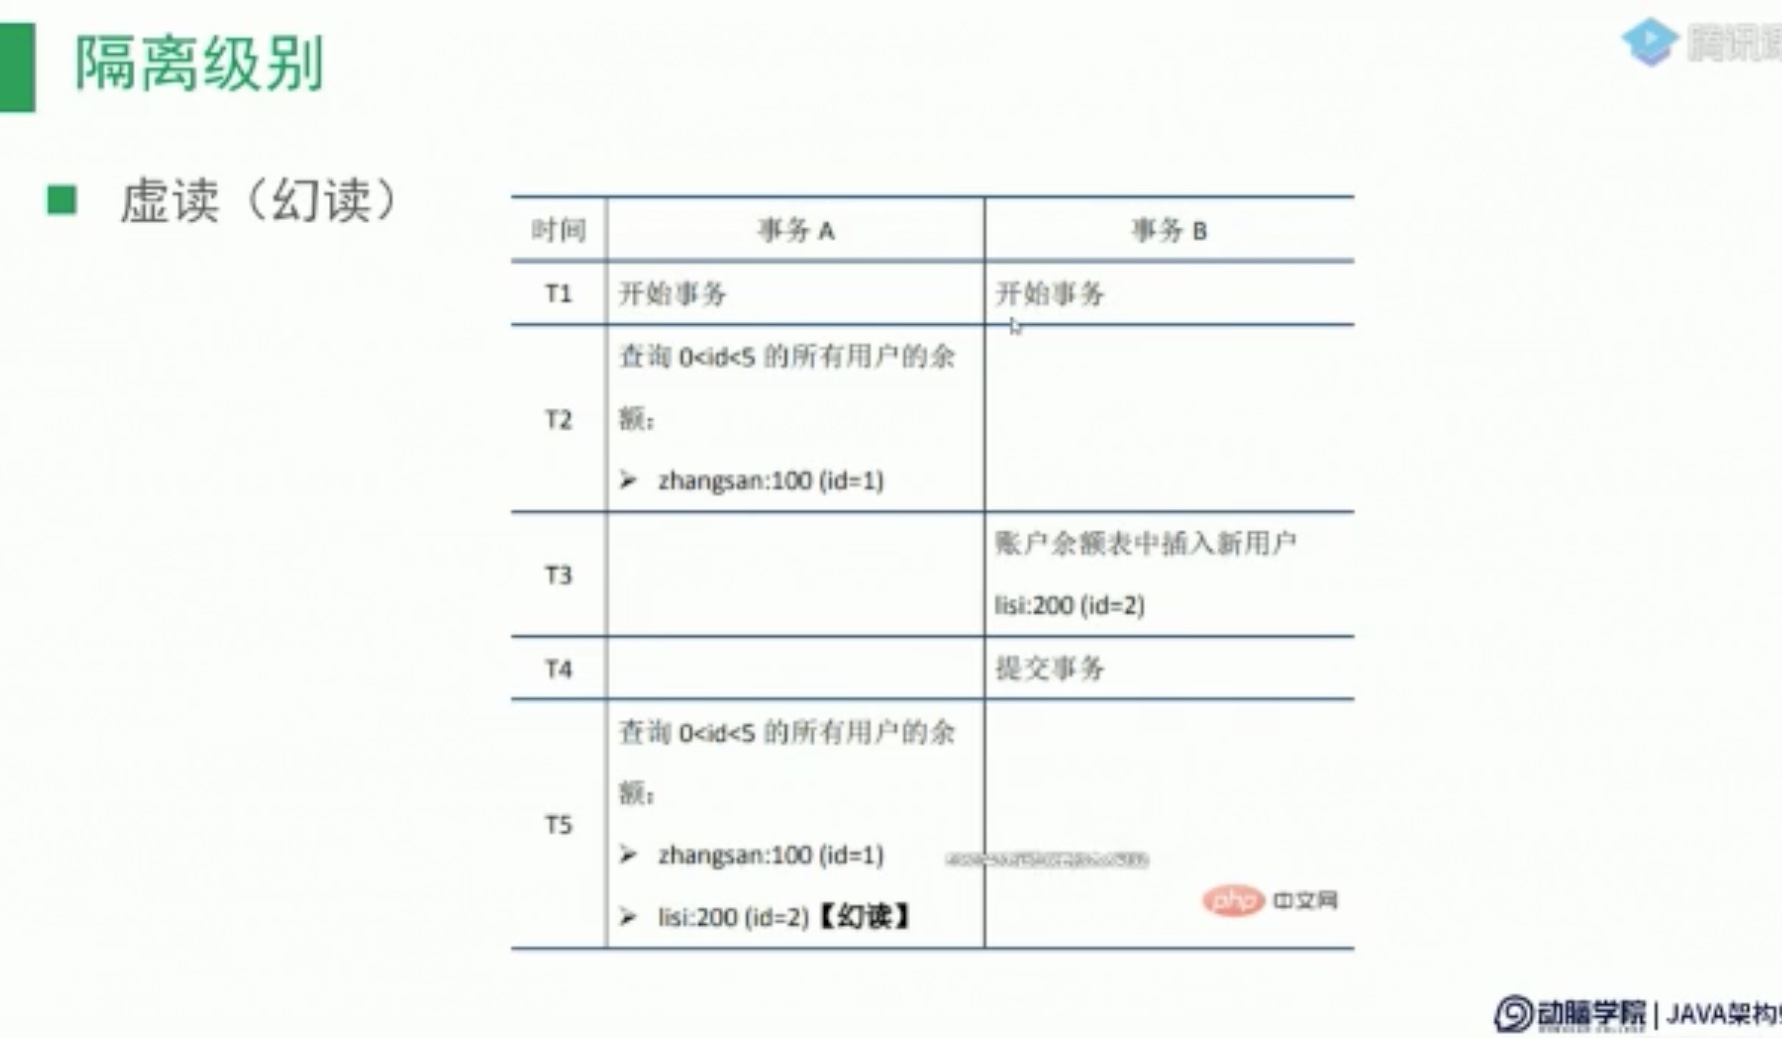 隔离级别
腾讯课
虚读（幻读）
时间 事务 A 事务 B
T1 开始事务 开始事务
查询 0<id<5 的所有用户的余
T2 额：
➢ zhangsan:100 (id=1)
账户余额表中插入新用户
T3
lisi:200 (id=2)
T4 提交事务
查询 0<id<5 的所有用户的余
额：
T5
➢ zhangsan:100 (id=1)
➢ lisi:200 (id=2)【幻读】
php 中文网
动脑学院 | JAVA架构